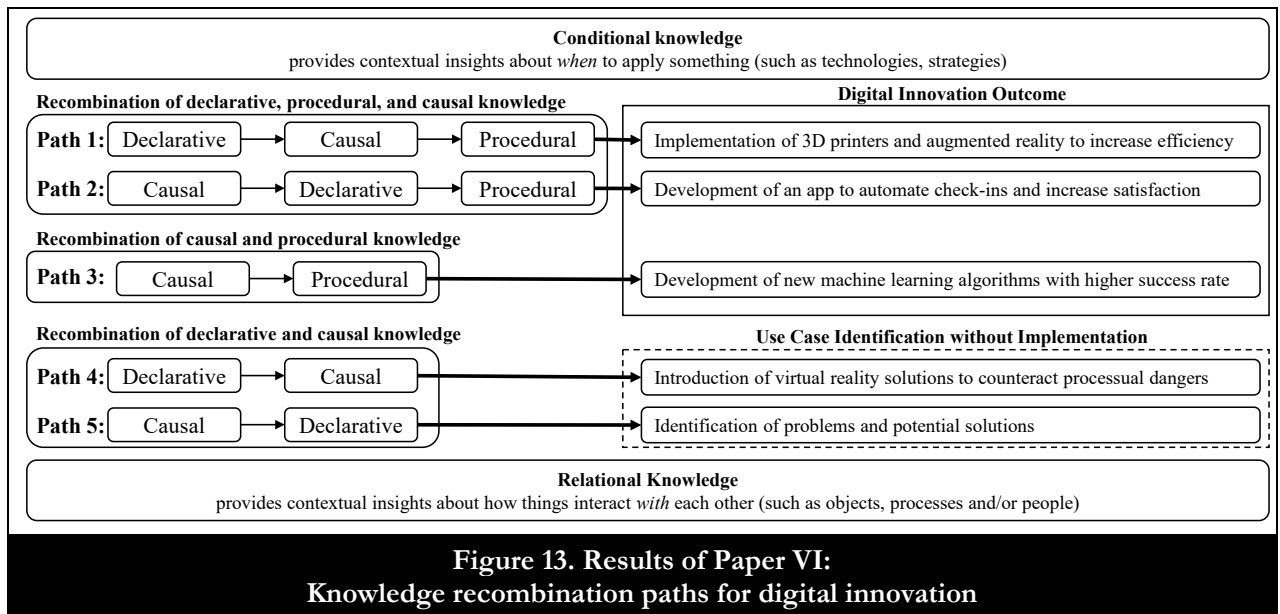 Conditional knowledge
provides contextual insights about when to apply something (such as technologies, strategies)
Recombination of declarative, procedural, and causal knowledge
Digital Innovation Outcome
Path 1: Declarative Causal Procedural Implementation of 3D printers and augmented reality to increase efficiency
Path 2: Causal Declarative Procedural Development of an app to automate check-ins and increase satisfaction
Recombination of causal and procedural knowledge
Path 3: Causal Procedural Development of new machine learning algorithms with higher success rate
Recombination of declarative and causal knowledge
Use Case Identification without Implementation
Path 4: Declarative Causal Introduction of virtual reality solutions to counteract processual dangers
Path 5: Causal Declarative Identification of problems and potential solutions
Relational Knowledge
provides contextual insights about how things interact with each other (such as objects, processes and/or people)
Figure 13. Results of Paper VI:
Knowledge recombination paths for digital innovation